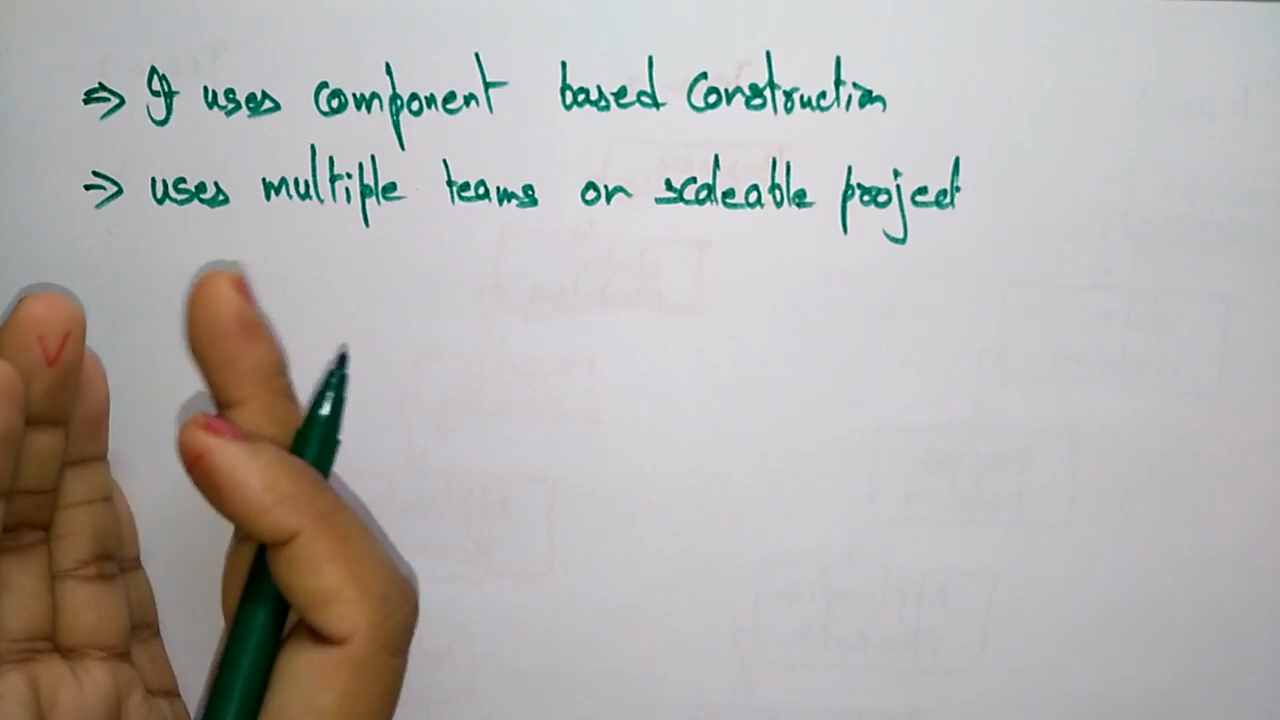 ⇒ It uses component based construction
⇒ uses multiple teams on scaleable project
V